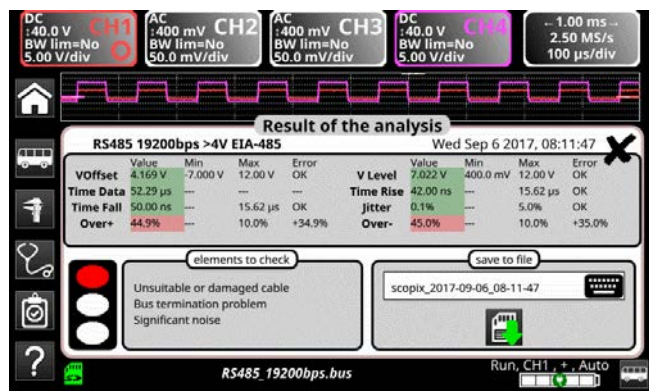 DC
↕40.0 V CH1
BW lim=No
5.00 V/div
AC
↕400 mV CH2
BW lim=No
50.0 mV/div
AC
↕400 mV CH3
BW lim=No
50.0 mV/div
DC
↕40.0 V CH4
BW lim=No
5.00 V/div
←1.00 ms→
2.50 MS/s
100 µs/div
Result of the analysis
RS485 19200bps >4V EIA-485 Wed Sep 6 2017, 08:11:47
Value Min Max Error Value Min Max Error
VOffset 4.169 V -7.000 V 12.00 V OK V Level 7.022 V 400.0 mV 12.00 V OK
Time Data 52.29 µs --- --- --- Time Rise 42.00 ns --- 15.62 µs OK
Time Fall 50.00 ns --- 15.62 µs OK Jitter 0.1% --- 5.0% OK
Over+ 44.9% --- 10.0% +34.9% Over- 45.0% --- 10.0% +35.0%
elements to check
Unsuitable or damaged cable
Bus termination problem
Significant noise
save to file
scopix_2017-09-06_08-11-47
?
RS485_19200bps.bus
Run, CH1 , + , Auto